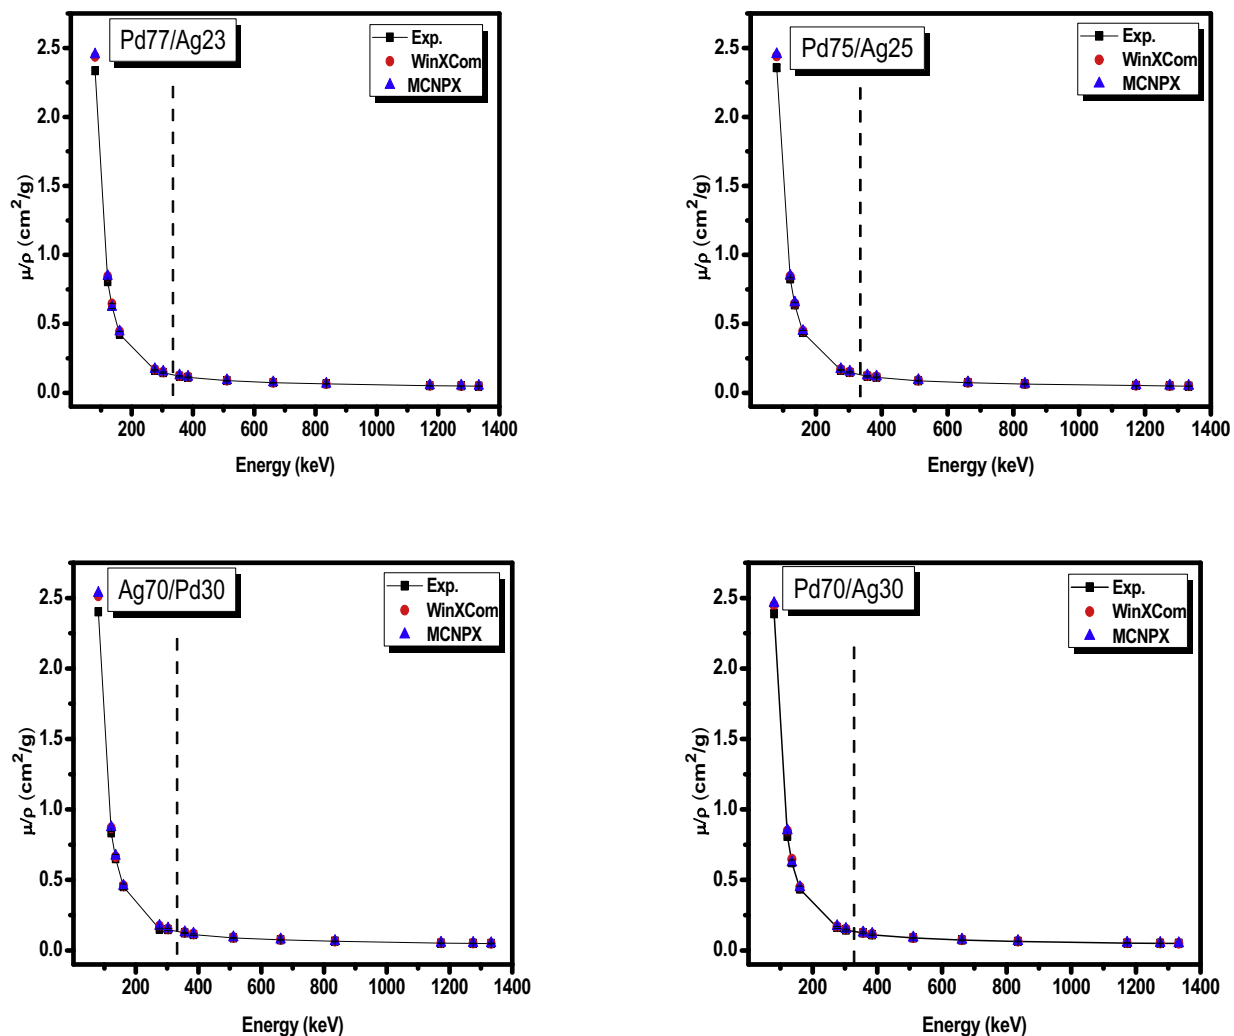 Pd77/Ag23
Exp.
WinXCom
MCNPX
2.5
2.0
1.5
1.0
0.5
0.0
μ/ρ (cm²/g)
200 400 600 800 1000 1200 1400
Energy (keV)
Pd75/Ag25
Exp.
WinXCom
MCNPX
2.5
2.0
1.5
1.0
0.5
0.0
μ/ρ (cm²/g)
200 400 600 800 1000 1200 1400
Energy (keV)
Ag70/Pd30
Exp.
WinXCom
MCNPX
2.5
2.0
1.5
1.0
0.5
0.0
μ/ρ (cm²/g)
200 400 600 800 1000 1200 1400
Energy (keV)
Pd70/Ag30
Exp.
WinXCom
MCNPX
2.5
2.0
1.5
1.0
0.5
0.0
μ/ρ (cm²/g)
200 400 600 800 1000 1200 1400
Energy (keV)